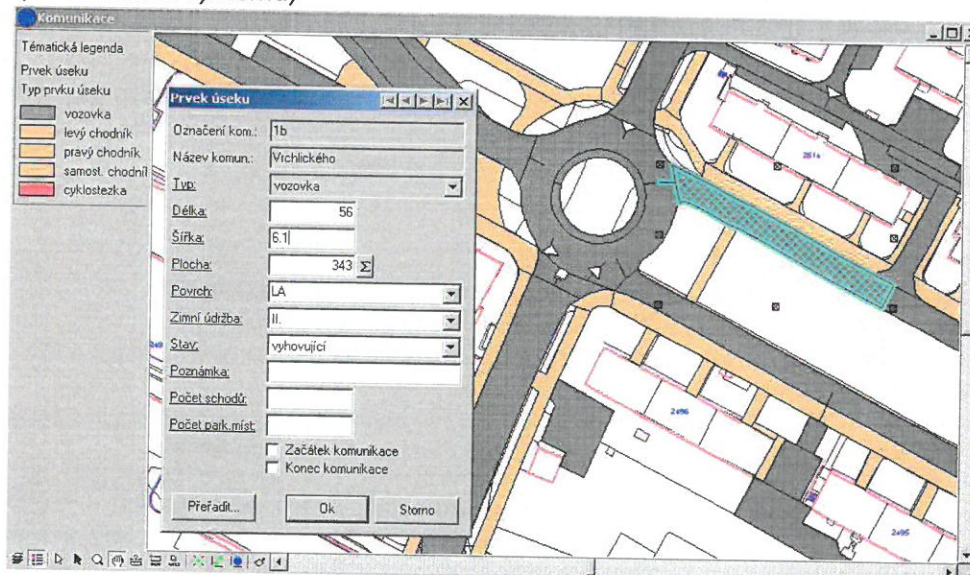 Komunikace
Tématická legenda
Prvek úseku
Typ prvku úseku
vozovka
levý chodník
pravý chodník
samost. chodní
cyklostezka
Prvek úseku
Označení kom.: 1b
Název komun.: Vrchlického
Typ: vozovka
Délka: 56
Šířka: 6.1
Plocha: 343 Σ
Povrch: LA
Zimní údržba: II.
Stav: vyhovující
Poznámka:
Počet schodů:
Počet park.míst:
Začátek komunikace
Konec komunikace
Přeřadit... Ok Storno
2514
2496
2495